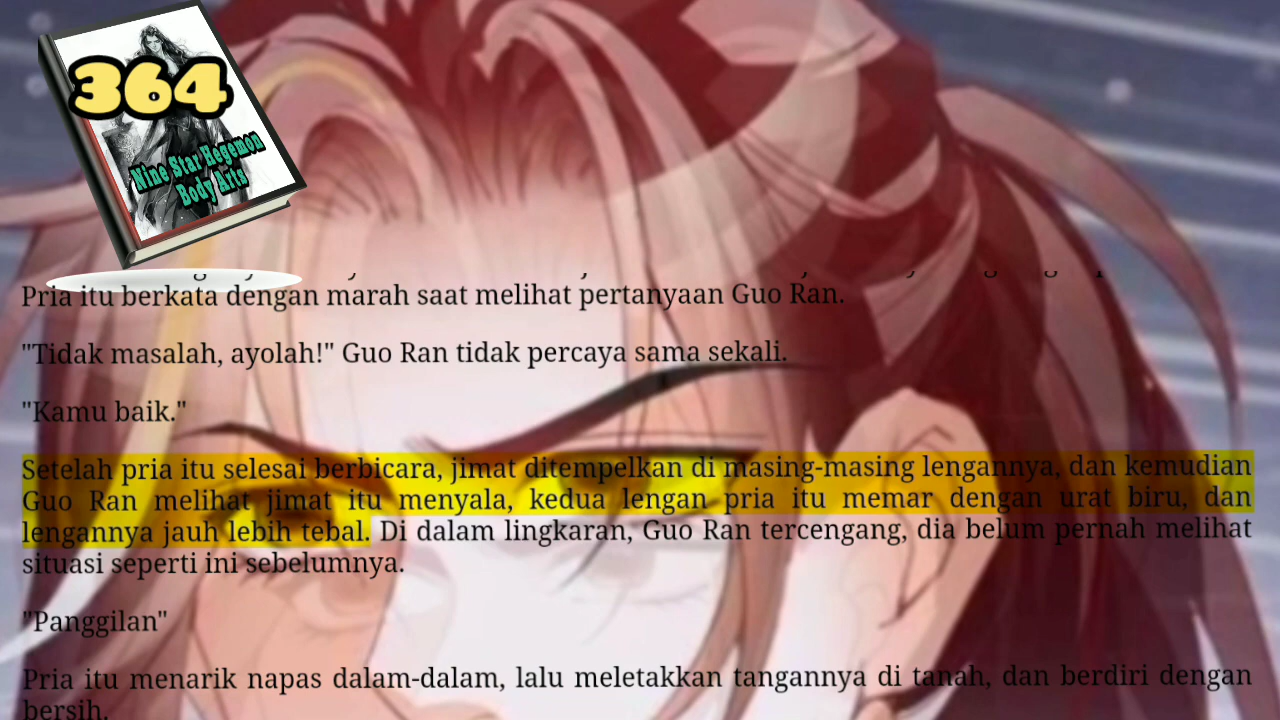 364
Nine Star Hegemon
Body Arts
Pria itu berkata dengan marah saat melihat pertanyaan Guo Ran.
"Tidak masalah, ayolah!" Guo Ran tidak percaya sama sekali.
"Kamu baik."
Setelah pria itu selesai berbicara, jimat ditempelkan di masing-masing lengannya, dan kemudian
Guo Ran melihat jimat itu menyala, kedua lengan pria itu memar dengan urat biru, dan
lengannya jauh lebih tebal. Di dalam lingkaran, Guo Ran tercengang, dia belum pernah melihat
situasi seperti ini sebelumnya.
"Panggilan"
Pria itu menarik napas dalam-dalam, lalu meletakkan tangannya di tanah, dan berdiri dengan
bersih.